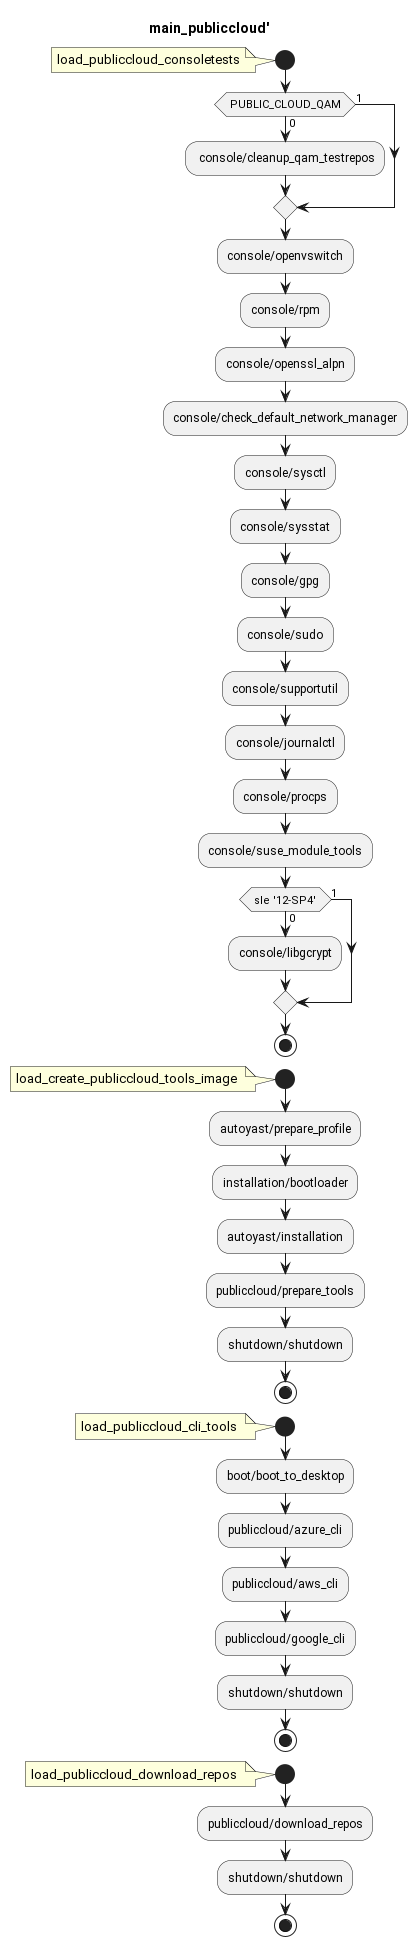 main_publiccloud'
load_publiccloud_consoletests
PUBLIC_CLOUD_QAM
1
0
console/cleanup_qam_testrepos
console/openvswitch
console/rpm
console/openssl_alpn
console/check_default_network_manager
console/sysctl
console/sysstat
console/gpg
console/sudo
console/supportutil
console/journalctl
console/procps
console/suse_module_tools
sle '12-SP4'
1
0
console/libgcrypt
load_create_publiccloud_tools_image
autoyast/prepare_profile
installation/bootloader
autoyast/installation
publiccloud/prepare_tools
shutdown/shutdown
load_publiccloud_cli_tools
boot/boot_to_desktop
publiccloud/azure_cli
publiccloud/aws_cli
publiccloud/google_cli
shutdown/shutdown
load_publiccloud_download_repos
publiccloud/download_repos
shutdown/shutdown